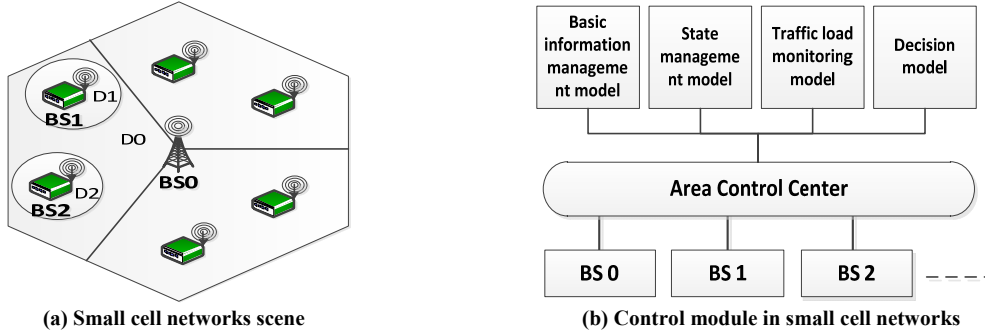 D1
BS1
D0
BS0
D2
BS2
(a) Small cell networks scene
Basic
information
manageme
nt model
State
manageme
nt model
Traffic load
monitoring
model
Decision
model
Area Control Center
BS 0
BS 1
BS 2
(b) Control module in small cell networks